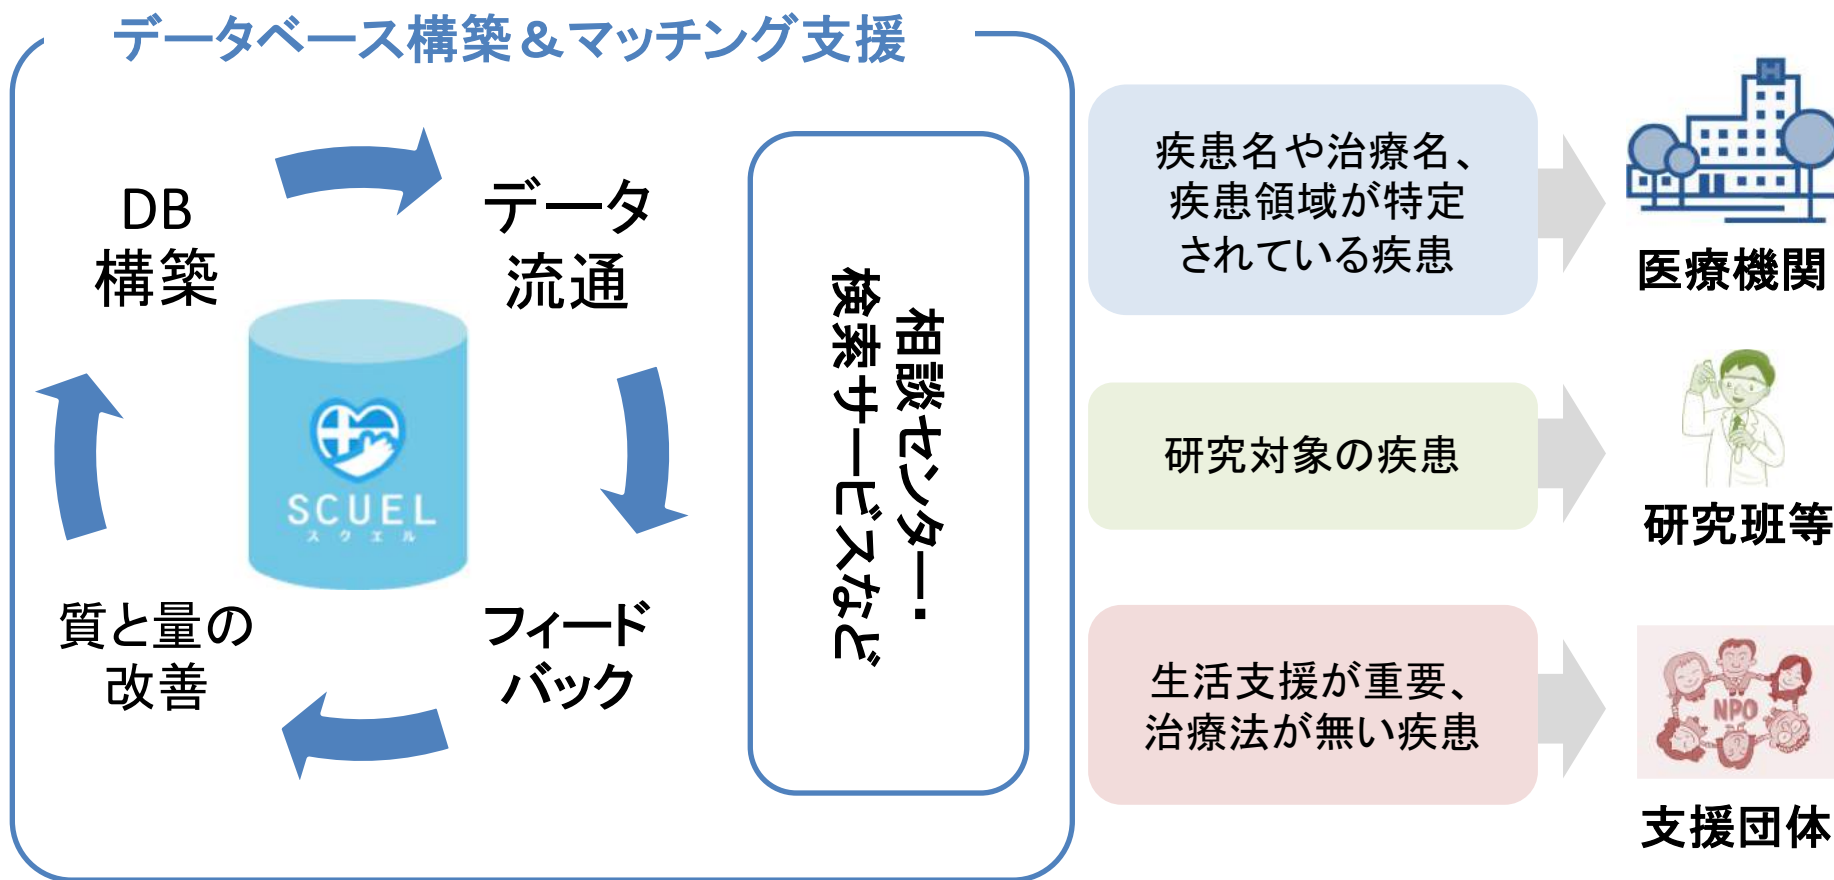 データベース構築＆マッチング支援
DB
構築
データ
流通
SCUEL
スクエル
質と量の
改善
フィード
バック
相談センター・
検索サービスなど
疾患名や治療名、
疾患領域が特定
されている疾患
H
医療機関
研究対象の疾患
研究班等
生活支援が重要、
治療法が無い疾患
NPO
支援団体